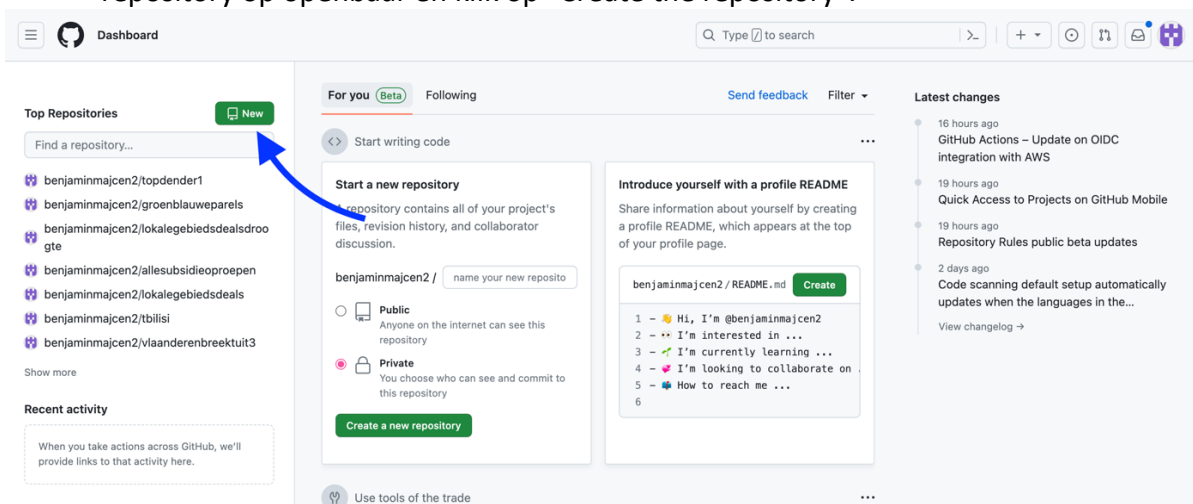 repository op openbaar en klik op "Create the repository".
Dashboard
Type / to search
Top Repositories
New
Find a repository...
benjaminmajcen2/topdender1
benjaminmajcen2/groenblauweparels
benjaminmajcen2/lokalegebiedsdealsdroo
gte
benjaminmajcen2/allesubsidieoproepen
benjaminmajcen2/lokalegebiedsdeals
benjaminmajcen2/tbilisi
benjaminmajcen2/vlaanderenbreektuit3
Show more
Recent activity
When you take actions across GitHub, we'll
provide links to that activity here.
For you Beta Following
Send feedback Filter
Start writing code
Start a new repository
A repository contains all of your project's
files, revision history, and collaborator
discussion.
benjaminmajcen2 / name your new reposito
Public
Anyone on the internet can see this
repository
Private
You choose who can see and commit to
this repository
Create a new repository
Introduce yourself with a profile README
Share information about yourself by creating
a profile README, which appears at the top
of your profile page.
benjaminmajcen2 / README.md Create
1 - 👋 Hi, I'm @benjaminmajcen2
2 - 👀 I'm interested in ...
3 - 🌱 I'm currently learning ...
4 - 💞️ I'm looking to collaborate on .
5 - 📫 How to reach me ...
6
Use tools of the trade
Latest changes
16 hours ago
GitHub Actions – Update on OIDC
integration with AWS
19 hours ago
Quick Access to Projects on GitHub Mobile
19 hours ago
Repository Rules public beta updates
2 days ago
Code scanning default setup automatically
updates when the languages in the...
View changelog →